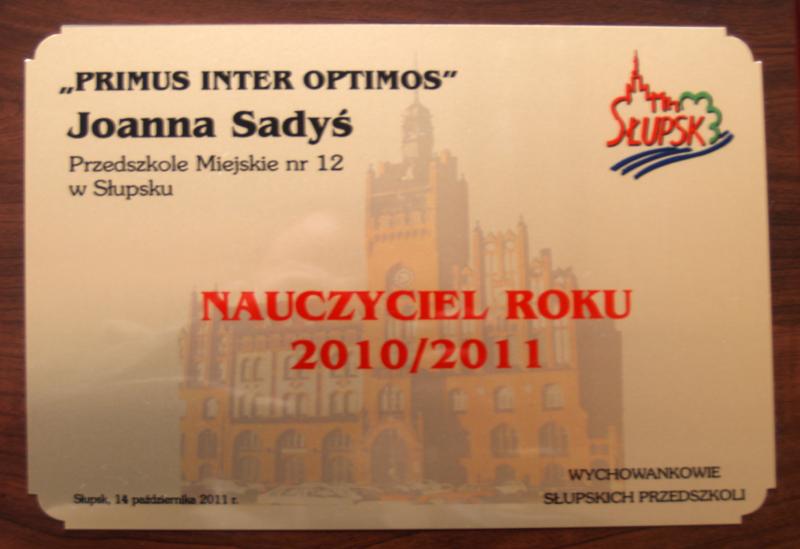 „PRIMUS INTER OPTIMOS”
Joanna Sadyś
Przedszkole Miejskie nr 12
w Słupsku
SŁUPSK
NAUCZYCIEL ROKU
2010/2011
WYCHOWANKOWIE
SŁUPSKICH PRZEDSZKOLI
Słupsk, 14 października 2011 r.